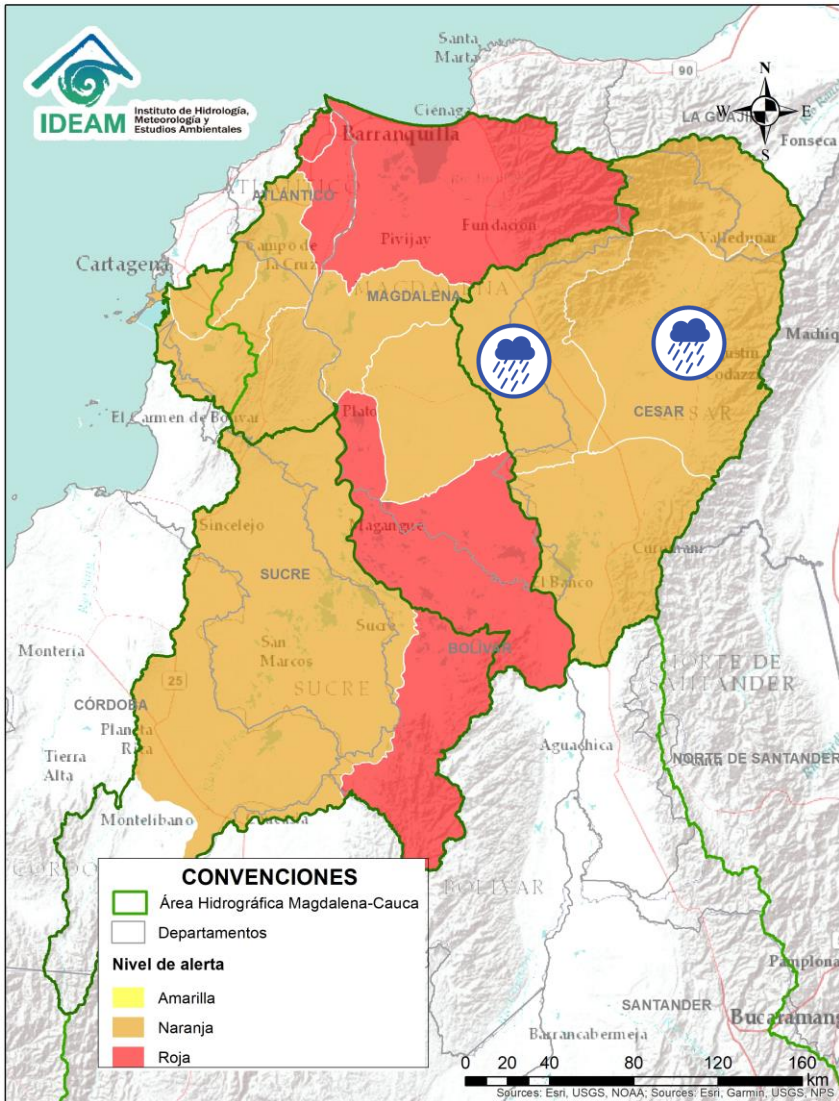 IDEAM
Instituto de Hidrología,
Meteorología y
Estudios Ambientales
Santa
Marta
90
N
W
E
S
LA GUAJI
Fonseca
Ciénaga
Barranquilla
ATLÁNTICO
Fundación
Pivijay
Campo de
la Cruz
Valledupar
Cartagena
MAGDALENA
Plato
CESAR
El Carmen de Bolívar
Magangué
Sincelejo
SUCRE
El Banco
Sucre
San
Marcos
SUCRE
BOLÍVAR
Montería
25
CÓRDOBA
Planeta
Rica
Tierra
Alta
NORTE DE
SANTANDER
NORTE DE SANTANDER
Aguachica
Montelíbano
BOLÍVAR
Pamplona
SANTANDER
Bucaramang
Barrancabermeja
CONVENCIONES
Área Hidrográfica Magdalena-Cauca
Departamentos
Nivel de alerta
Amarilla
Naranja
Roja
0 20 40 80 120 160
km
Sources: Esri, USGS, NOAA; Sources: Esri, Garmin, USGS, NPS